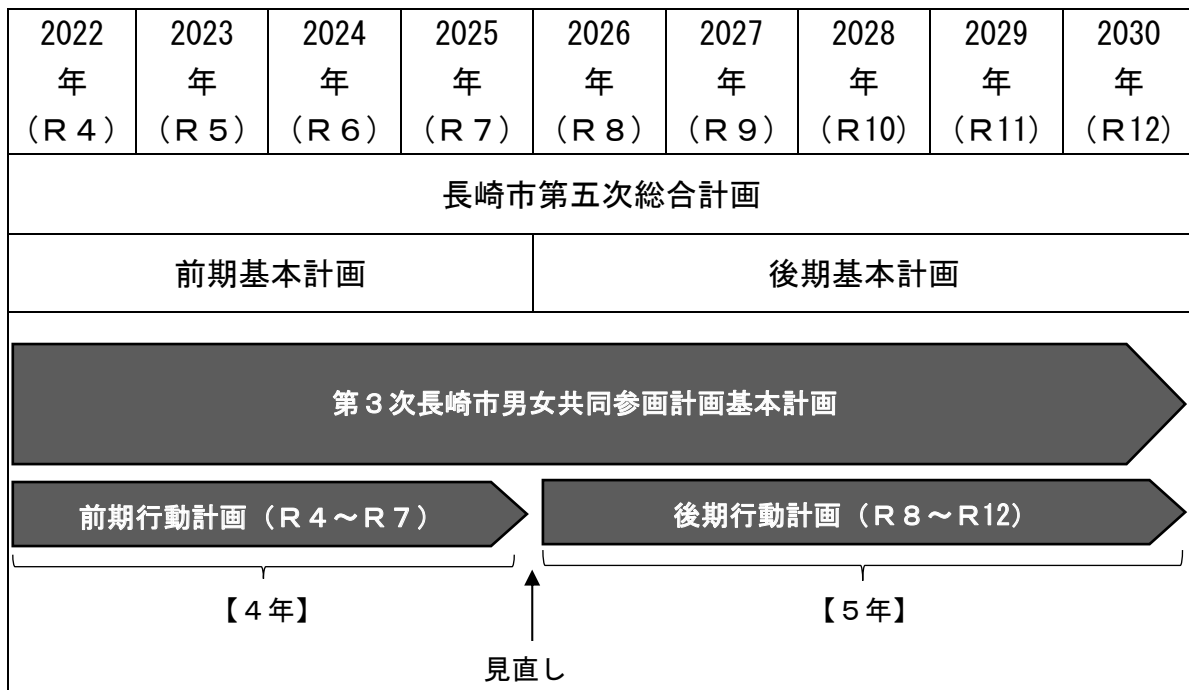 2022 2023 2024 2025 2026 2027 2028 2029 2030
年 年 年 年 年 年 年 年 年
（Ｒ４） （Ｒ５） （Ｒ６） （Ｒ７） （Ｒ８） （Ｒ９） （Ｒ10） （Ｒ11） （Ｒ12）
長崎市第五次総合計画
前期基本計画 後期基本計画
第３次長崎市男女共同参画計画基本計画
前期行動計画（Ｒ４～Ｒ７） 後期行動計画（Ｒ８～Ｒ12）
【４年】 【５年】
見直し